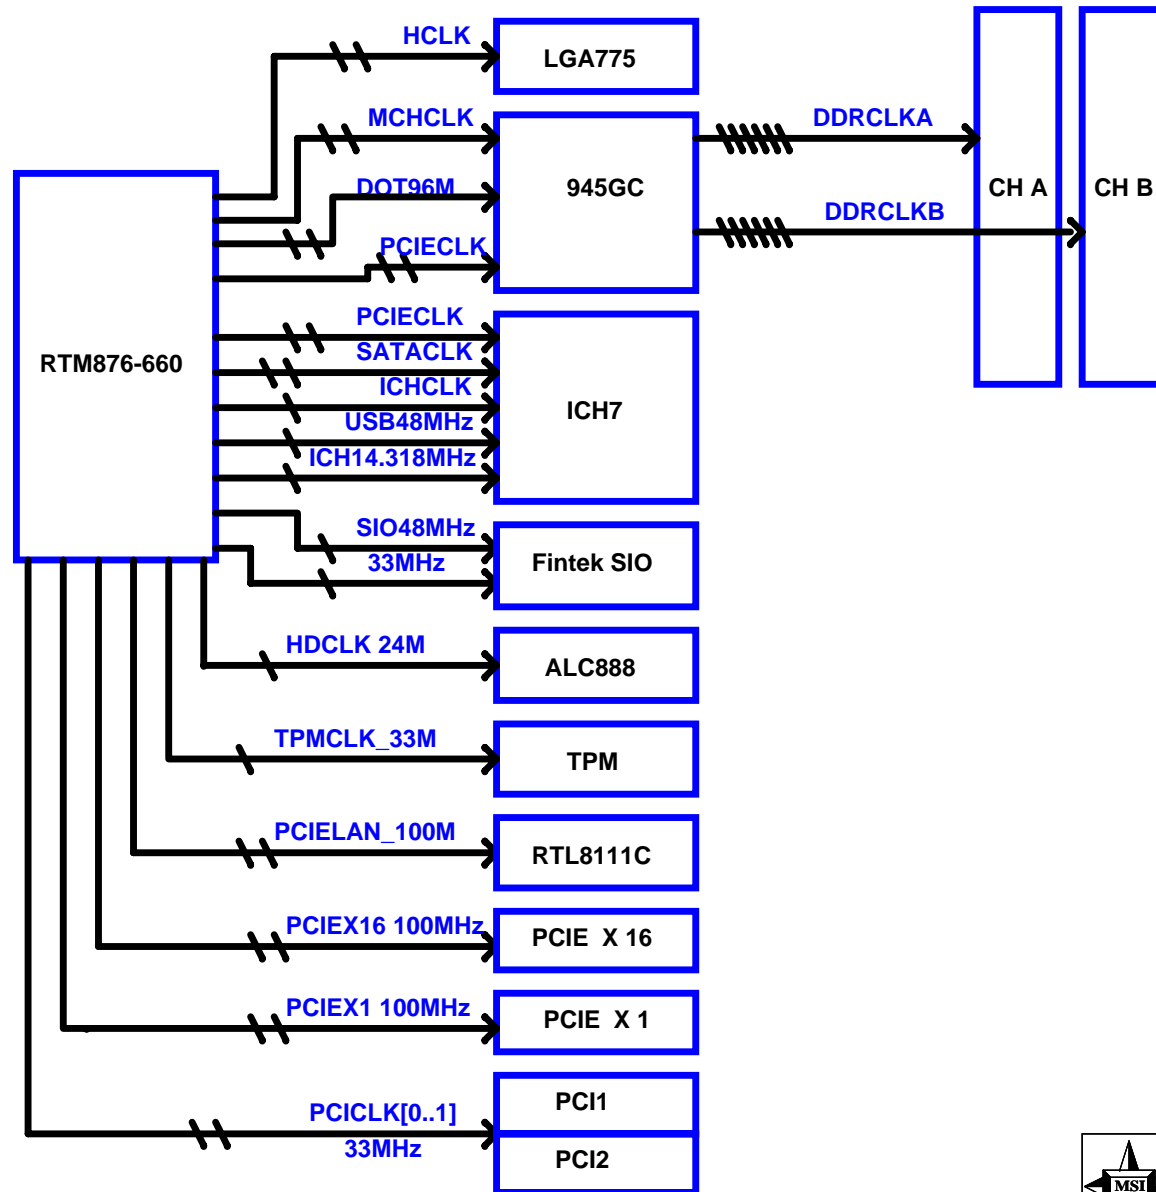 HCLK
LGA775
MCHCLK
DOT96M
PCIECLK
945GC
DDRCLKA
DDRCLKB
CH A
CH B
RTM876-660
PCIECLK
SATACLK
ICHCLK
USB48MHz
ICH14.318MHz
ICH7
SIO48MHz
33MHz
Fintek SIO
HDCLK 24M
ALC888
TPMCLK_33M
TPM
PCIELAN_100M
RTL8111C
PCIEX16 100MHz
PCIE X 16
PCIEX1 100MHz
PCIE X 1
PCICLK[0..1]
33MHz
PCI1
PCI2
MSI